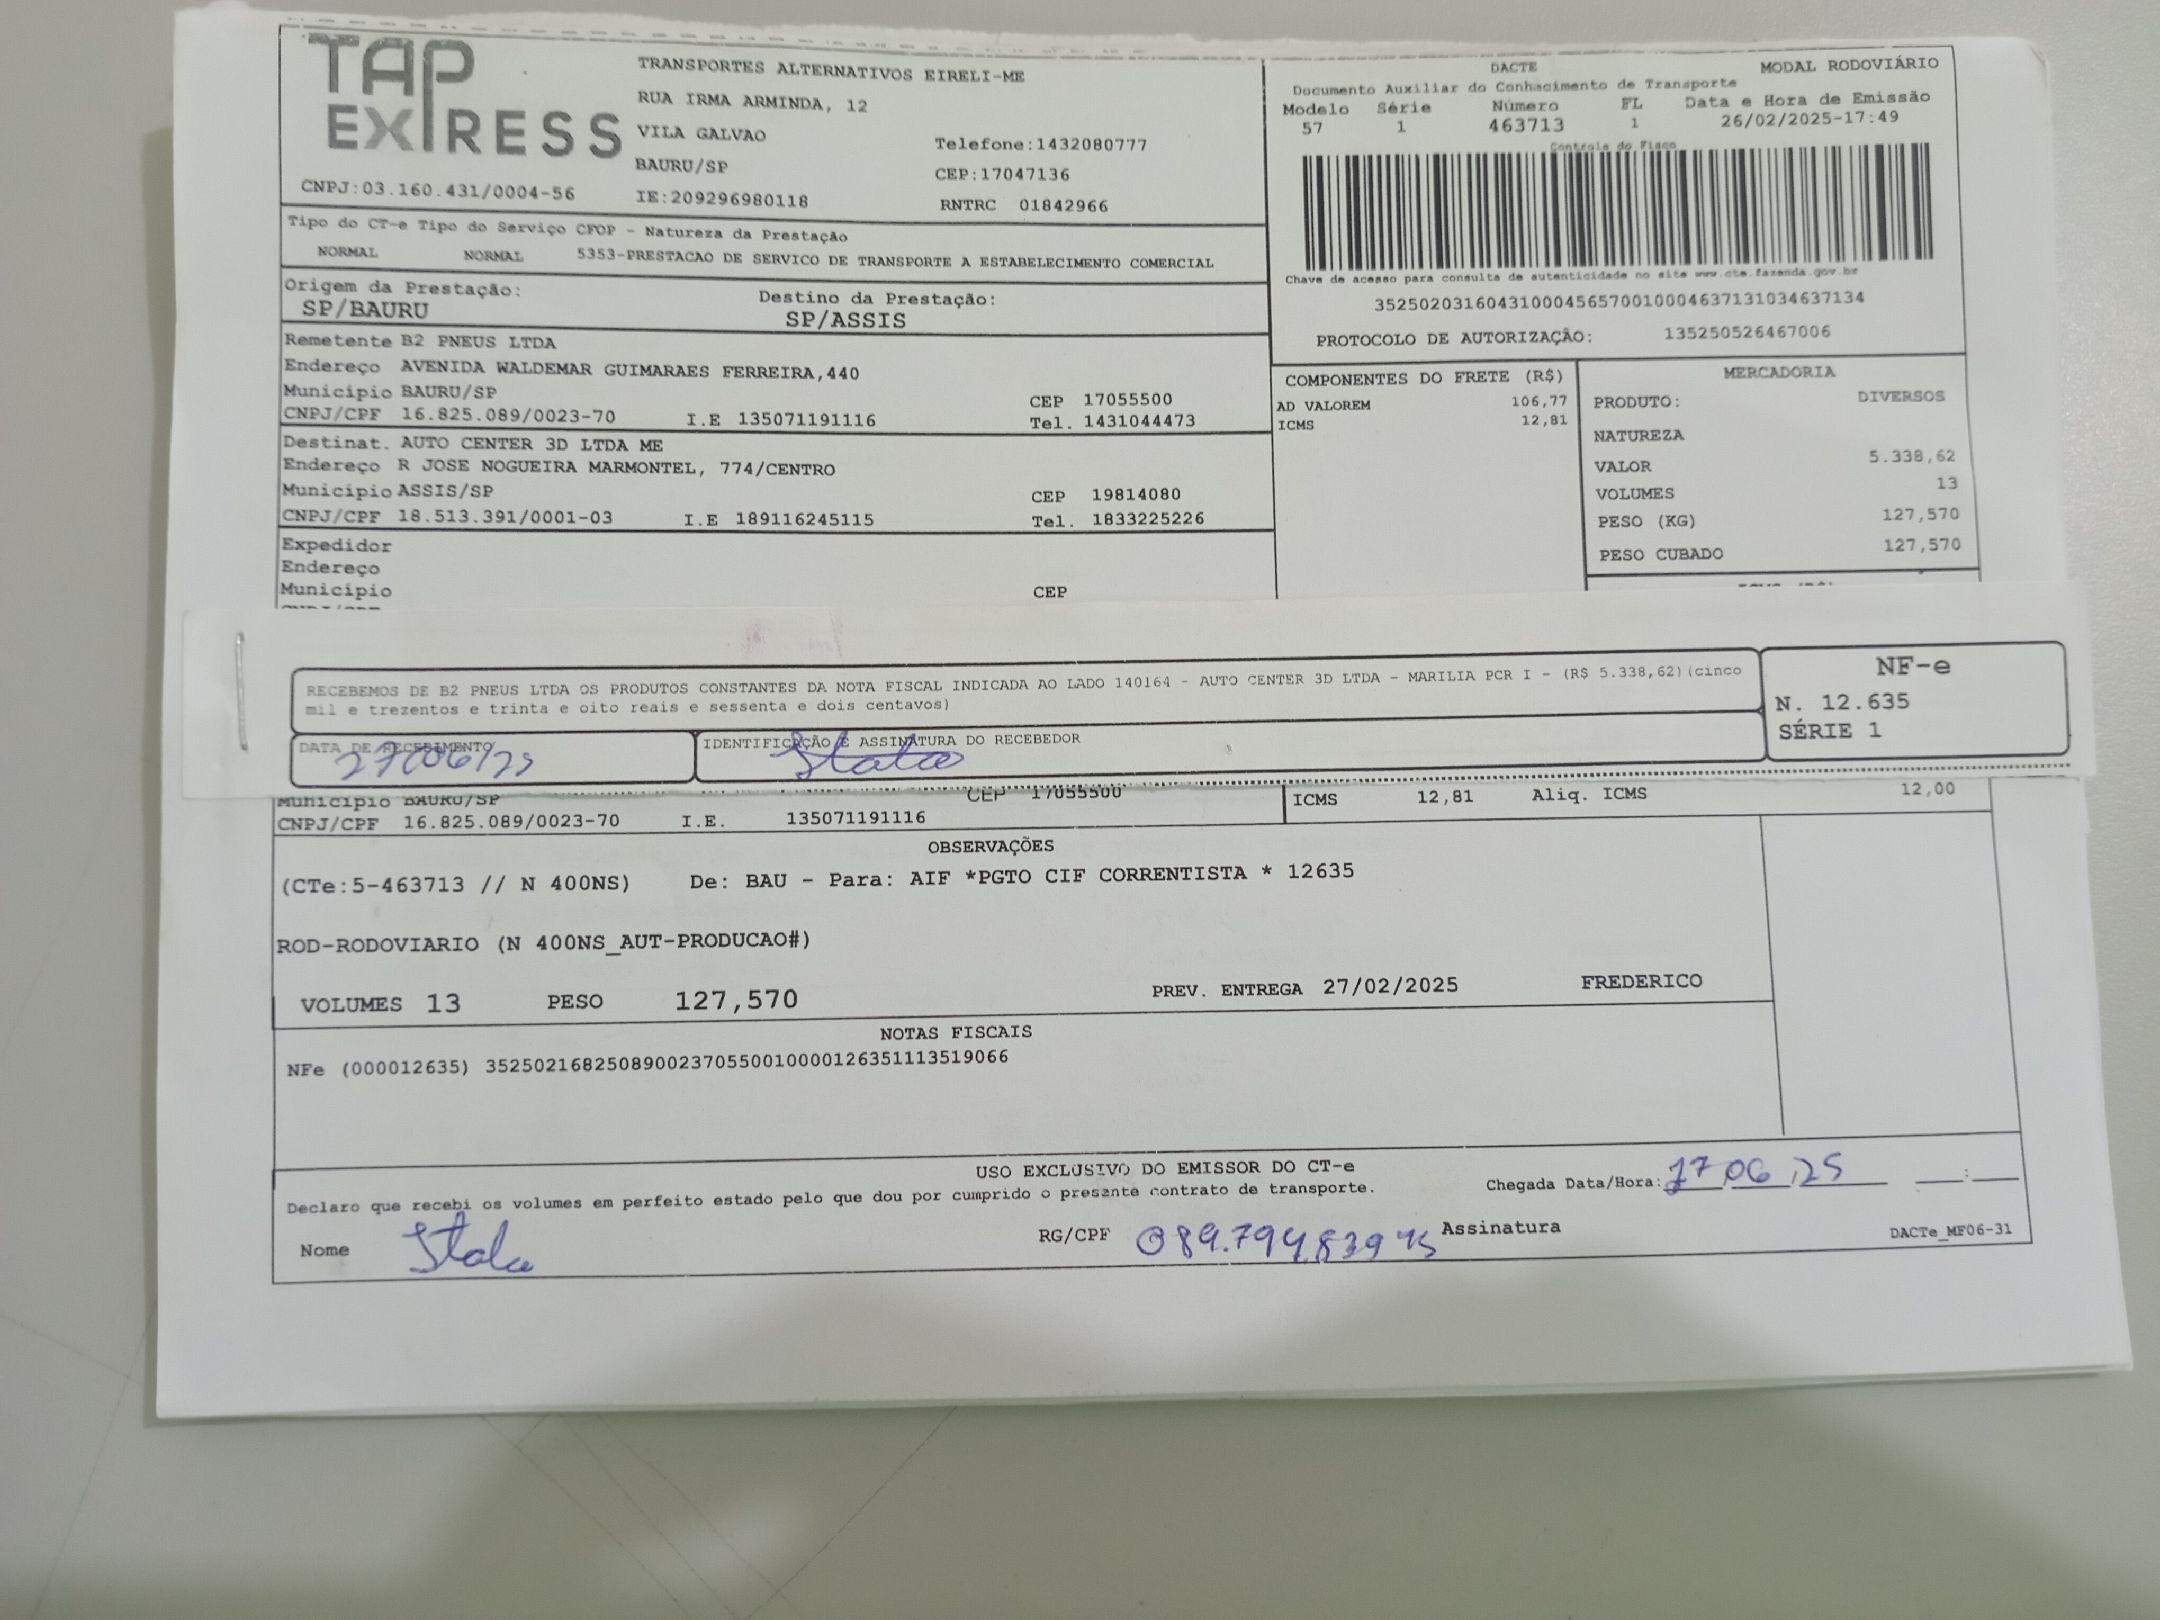 TAP EXPRESS
TRANSPORTES ALTERNATIVOS EIRELI-ME
RUA IRMA ARMINDA, 12
VILA GALVAO
Telefone:1432080777
BAURU/SP
CEP:17047136
CNPJ:03.160.431/0004-56
IE:209296980118
RNTRC 01842966
DACTE
MODAL RODOVIÁRIO
Documento Auxiliar do Conhacimento de Transporte
Modelo Série Número FL Data e Hora de Emissão
57 1 463713 1 26/02/2025-17:49
Controle do Fisco
Chave de acesso para consulta de autenticidade no site www.cte.fazenda.gov.br
35250203160431000456570010004637131034637134
PROTOCOLO DE AUTORIZAÇÃO: 135250526467006
Tipo do CT-e Tipo do Serviço CFOP - Natureza da Prestação
NORMAL NORMAL 5353-PRESTACAO DE SERVICO DE TRANSPORTE A ESTABELECIMENTO COMERCIAL
Origem da Prestação: Destino da Prestação:
SP/BAURU SP/ASSIS
Remetente B2 PNEUS LTDA
Endereço AVENIDA WALDEMAR GUIMARAES FERREIRA,440
Município BAURU/SP CEP 17055500
CNPJ/CPF 16.825.089/0023-70 I.E 135071191116 Tel. 1431044473
Destinat. AUTO CENTER 3D LTDA ME
Endereço R JOSE NOGUEIRA MARMONTEL, 774/CENTRO
Município ASSIS/SP CEP 19814080
CNPJ/CPF 18.513.391/0001-03 I.E 189116245115 Tel. 1833225226
Expedidor
Endereço
Município CEP
COMPONENTES DO FRETE (R$)
AD VALOREM 106,77
ICMS 12,81
MERCADORIA
PRODUTO: DIVERSOS
NATUREZA
VALOR 5.338,62
VOLUMES 13
PESO (KG) 127,570
PESO CUBADO 127,570
RECEBEMOS DE B2 PNEUS LTDA OS PRODUTOS CONSTANTES DA NOTA FISCAL INDICADA AO LADO 140164 - AUTO CENTER 3D LTDA - MARILIA PCR I - (R$ 5.338,62)(cinco
mil e trezentos e trinta e oito reais e sessenta e dois centavos)
NF-e
N. 12.635
SÉRIE 1
DATA DE RECEBIMENTO
27/06/25
IDENTIFICAÇÃO E ASSINATURA DO RECEBEDOR
Município BAURU/SP CEP 17055500
CNPJ/CPF 16.825.089/0023-70 I.E. 135071191116
ICMS 12,81 Aliq. ICMS 12,00
OBSERVAÇÕES
(CTe:5-463713 // N 400NS) De: BAU - Para: AIF *PGTO CIF CORRENTISTA * 12635
ROD-RODOVIARIO (N 400NS_AUT-PRODUCAO#)
VOLUMES 13 PESO 127,570 PREV. ENTREGA 27/02/2025 FREDERICO
NOTAS FISCAIS
NFe (000012635) 35250216825089002370550010000126351113519066
USO EXCLUSIVO DO EMISSOR DO CT-e
Declaro que recebi os volumes em perfeito estado pelo que dou por cumprido o presente contrato de transporte.
Chegada Data/Hora: 27 06 25 :
Nome
RG/CPF
Assinatura
DACTe_MF06-31